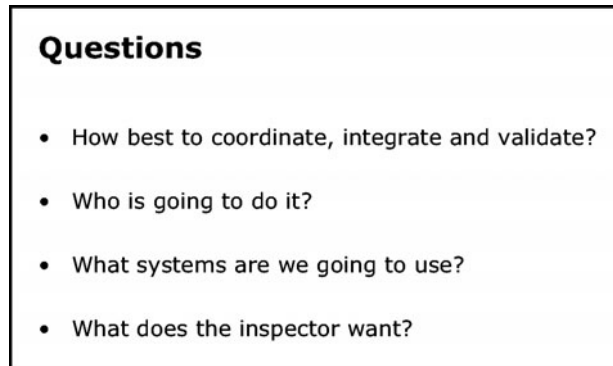 Questions
• How best to coordinate, integrate and validate?
• Who is going to do it?
• What systems are we going to use?
• What does the inspector want?